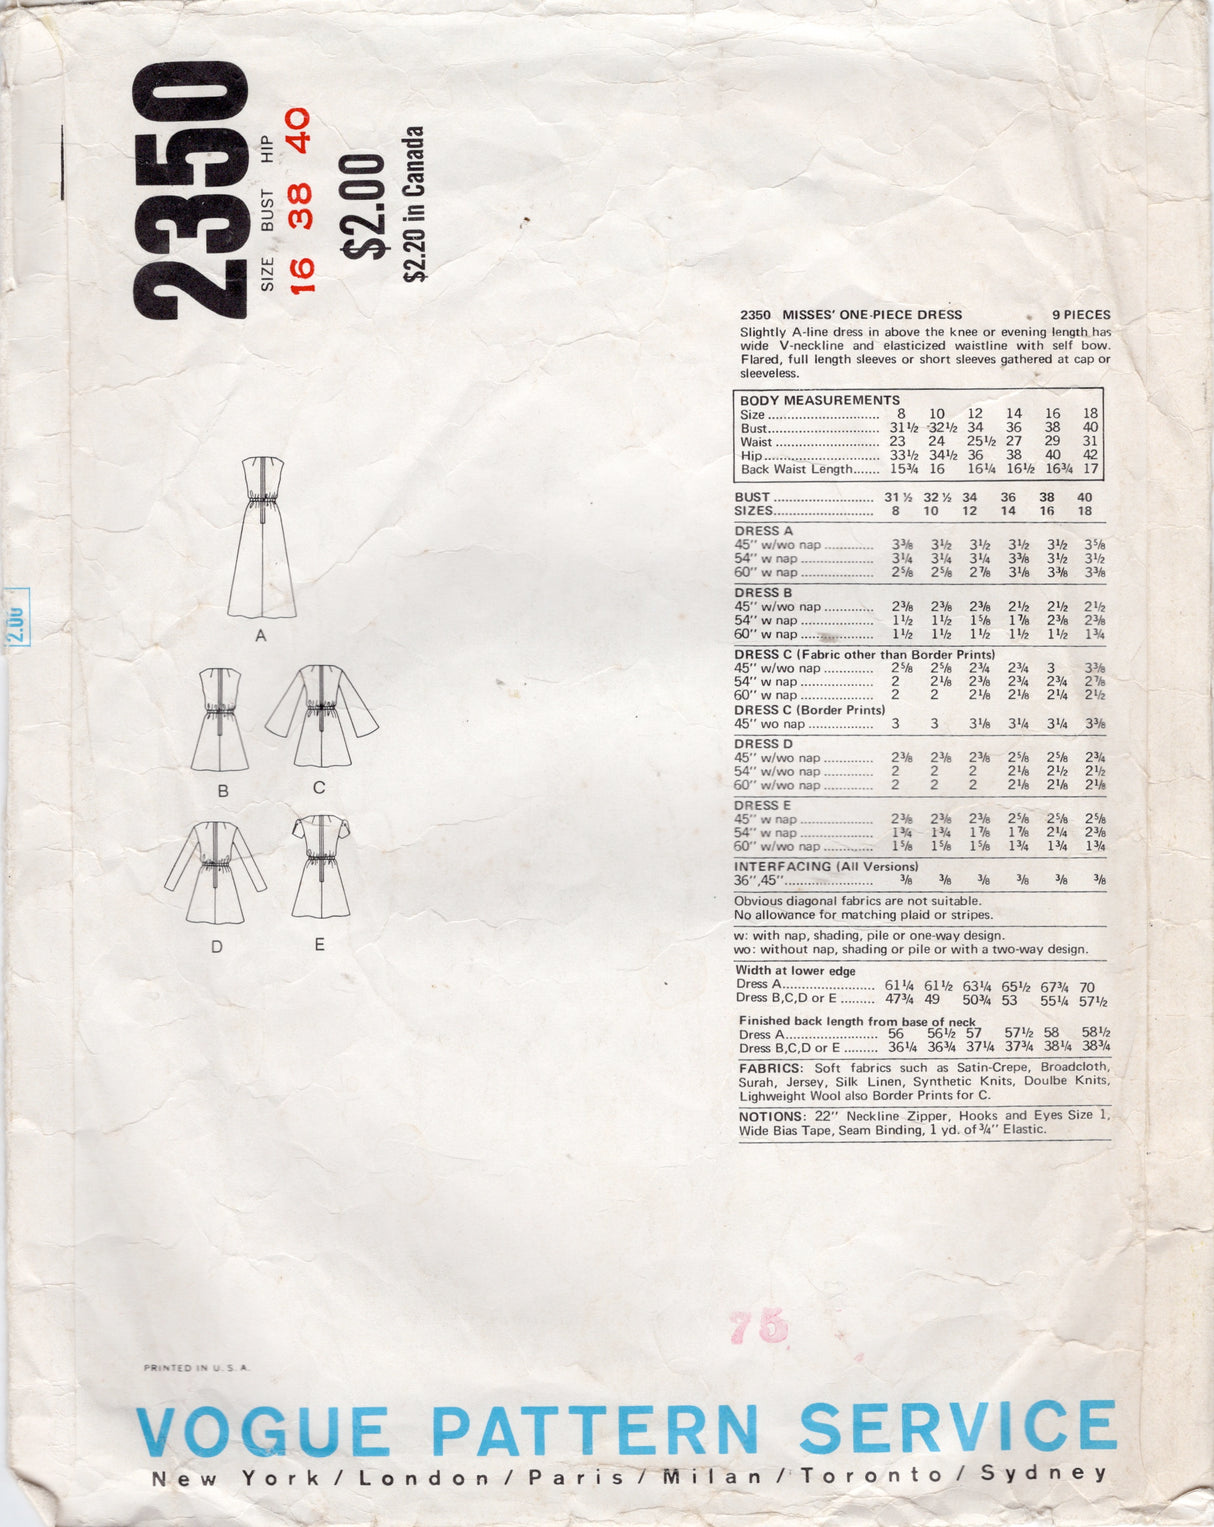 2350
SIZE BUST HIP
16 38 40
$2.00
$2.20 in Canada
2.00
A
B
C
D
E
2350 MISSES' ONE-PIECE DRESS 9 PIECES
Slightly A-line dress in above the knee or evening length has
wide V-neckline and elasticized waistline with self bow.
Flared, full length sleeves or short sleeves gathered at cap or
sleeveless.
BODY MEASUREMENTS
Size 8 10 12 14 16 18
Bust 31½ 32½ 34 36 38 40
Waist 23 24 25½ 27 29 31
Hip 33½ 34½ 36 38 40 42
Back Waist Length 15¾ 16 16¼ 16½ 16¾ 17
BUST 31 ½ 32 ½ 34 36 38 40
SIZES 8 10 12 14 16 18
DRESS A
45'' w/wo nap 3⅜ 3½ 3½ 3½ 3½ 3⅝
54'' w nap 3¼ 3¼ 3¼ 3⅜ 3½ 3½
60'' w nap 2⅝ 2⅝ 2⅞ 3⅛ 3⅜ 3⅜
DRESS B
45'' w/wo nap 2⅜ 2⅜ 2⅜ 2½ 2½ 2½
54'' w nap 1½ 1½ 1⅝ 1⅞ 2⅜ 2⅜
60'' w nap 1½ 1½ 1½ 1½ 1½ 1¾
DRESS C (Fabric other than Border Prints)
45'' w/wo nap 2⅝ 2⅝ 2¾ 2¾ 3 3⅜
54'' w nap 2 2⅛ 2⅜ 2¾ 2¾ 2⅞
60'' w nap 2 2 2⅛ 2⅛ 2¼ 2½
DRESS C (Border Prints)
45'' wo nap 3 3 3⅛ 3¼ 3¼ 3⅜
DRESS D
45'' w/wo nap 2⅜ 2⅜ 2⅜ 2⅝ 2⅝ 2¾
54'' w/wo nap 2 2 2 2⅛ 2½ 2½
60'' w/wo nap 2 2 2 2⅛ 2⅛ 2⅛
DRESS E
45'' w nap 2⅜ 2⅜ 2⅜ 2⅝ 2⅝ 2⅝
54'' w nap 1¾ 1¾ 1⅞ 1⅞ 2¼ 2⅜
60'' w/wo nap 1⅝ 1⅝ 1⅝ 1¾ 1¾ 1¾
INTERFACING (All Versions)
36'',45'' ⅜ ⅜ ⅜ ⅜ ⅜ ⅜
Obvious diagonal fabrics are not suitable.
No allowance for matching plaid or stripes.
w: with nap, shading, pile or one-way design.
wo: without nap, shading or pile or with a two-way design.
Width at lower edge
Dress A 61¼ 61½ 63¼ 65½ 67¾ 70
Dress B,C,D or E 47¾ 49 50¾ 53 55¼ 57½
Finished back length from base of neck
Dress A 56 56½ 57 57½ 58 58½
Dress B,C,D or E 36¼ 36¾ 37¼ 37¾ 38¼ 38¾
FABRICS: Soft fabrics such as Satin-Crepe, Broadcloth,
Surah, Jersey, Silk Linen, Synthetic Knits, Doulbe Knits,
Lighweight Wool also Border Prints for C.
NOTIONS: 22'' Neckline Zipper, Hooks and Eyes Size 1,
Wide Bias Tape, Seam Binding, 1 yd. of ¾'' Elastic.
75
PRINTED IN U. S. A.
VOGUE PATTERN SERVICE
New York / London / Paris / Milan / Toronto / Sydney